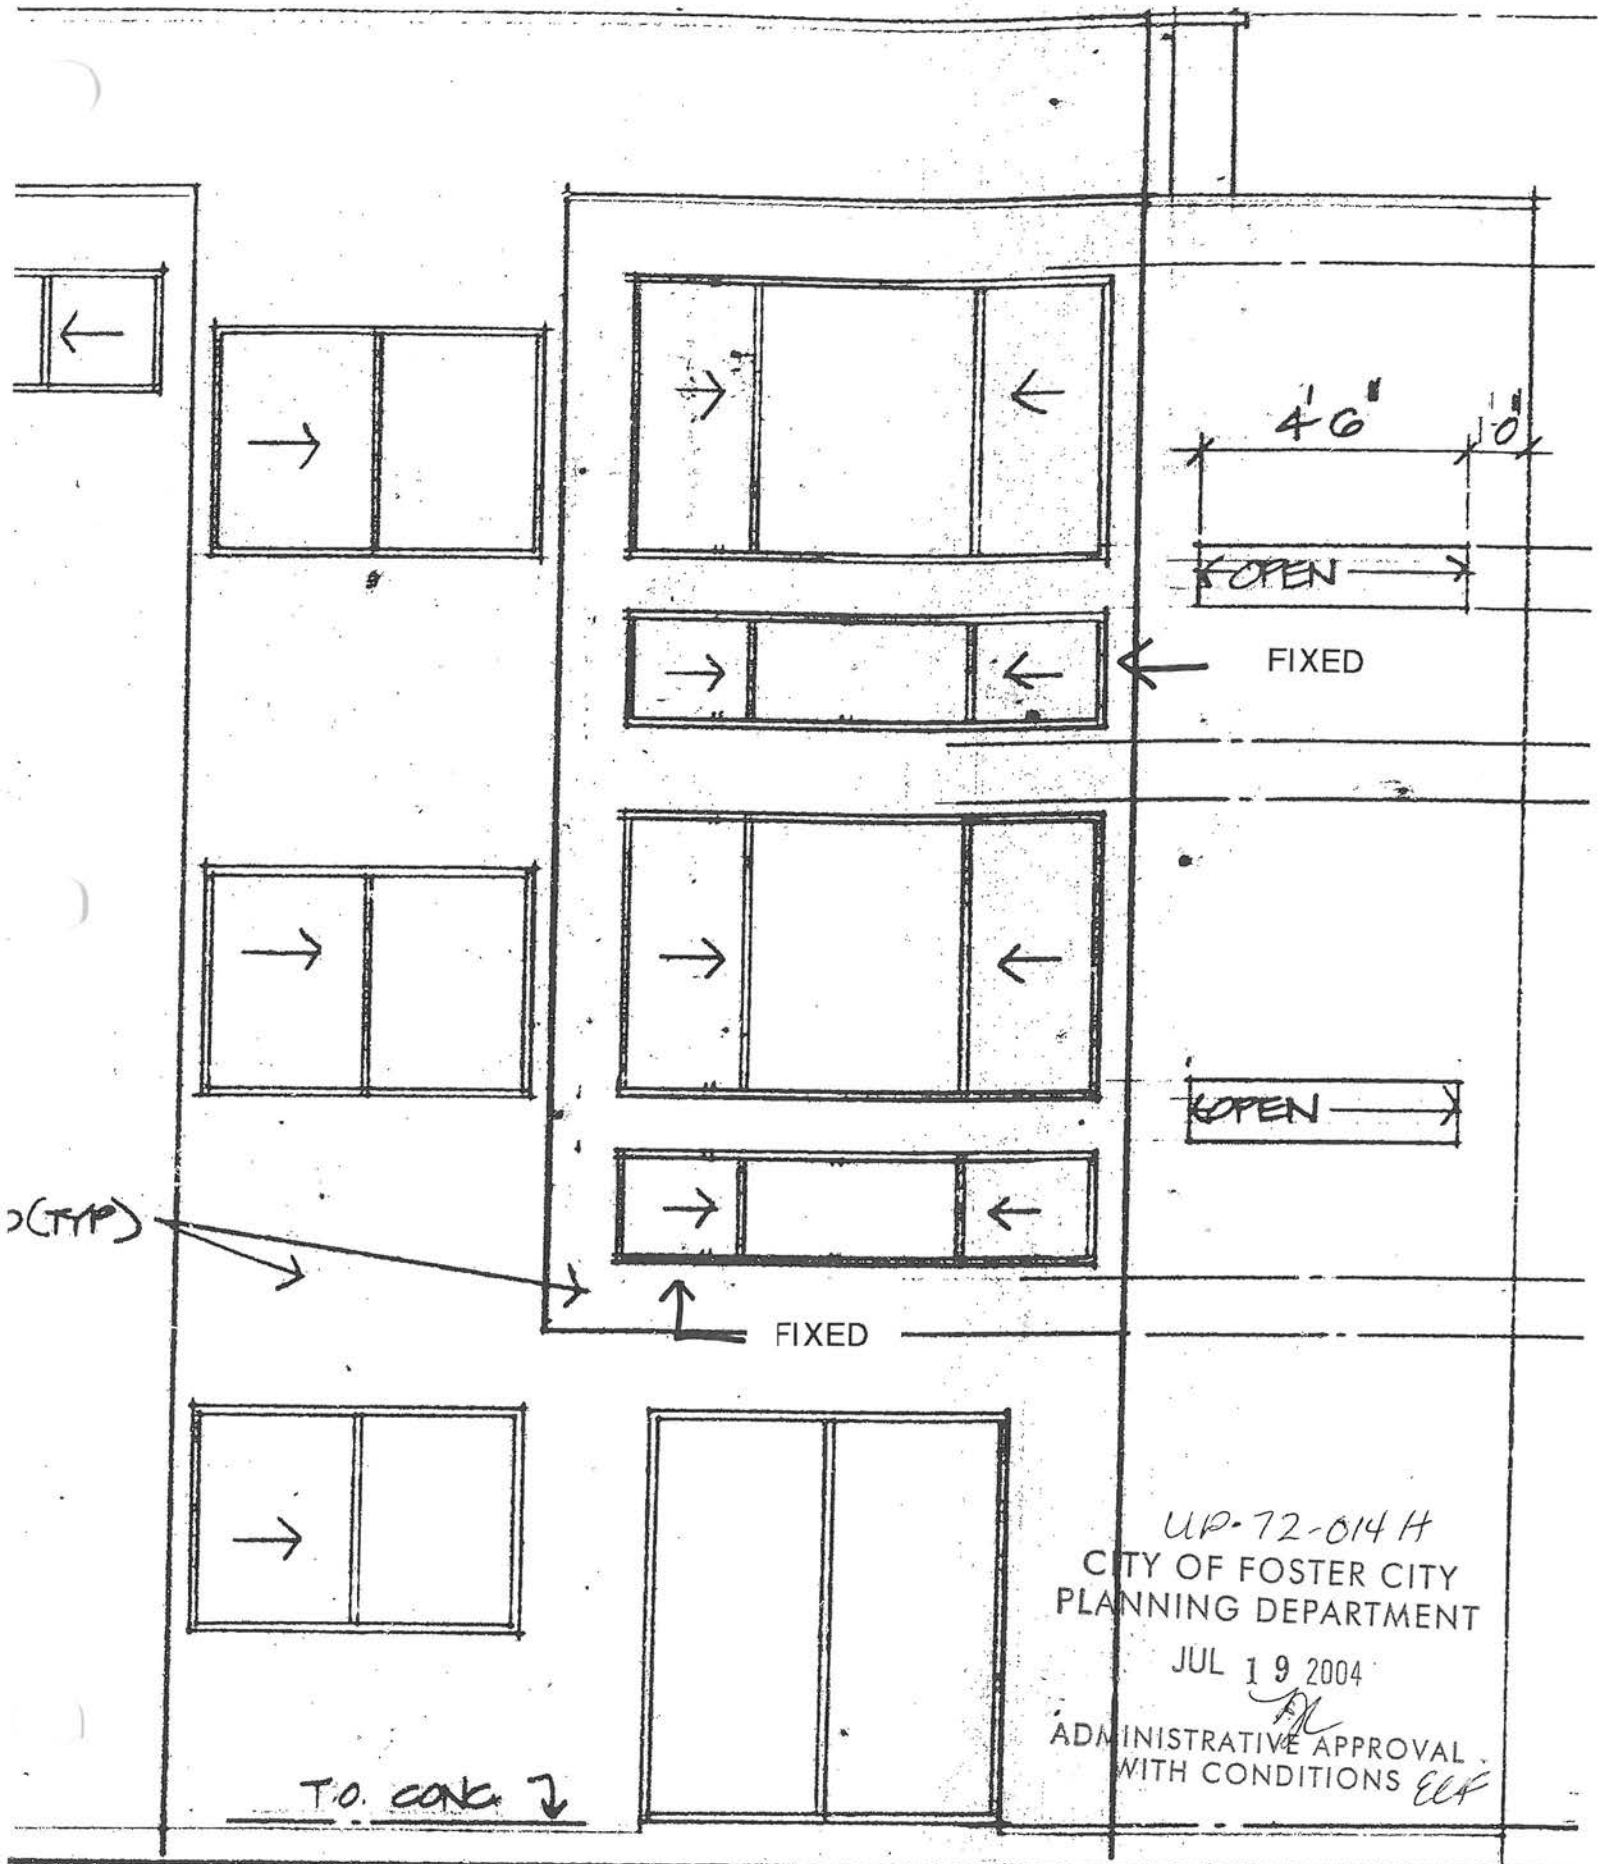 4'6" 1'0"
OPEN
FIXED
OPEN
(TYP)
FIXED
UP-72-014 H
CITY OF FOSTER CITY
PLANNING DEPARTMENT
JUL 19 2004
ADMINISTRATIVE APPROVAL
WITH CONDITIONS
T.O. CONC.